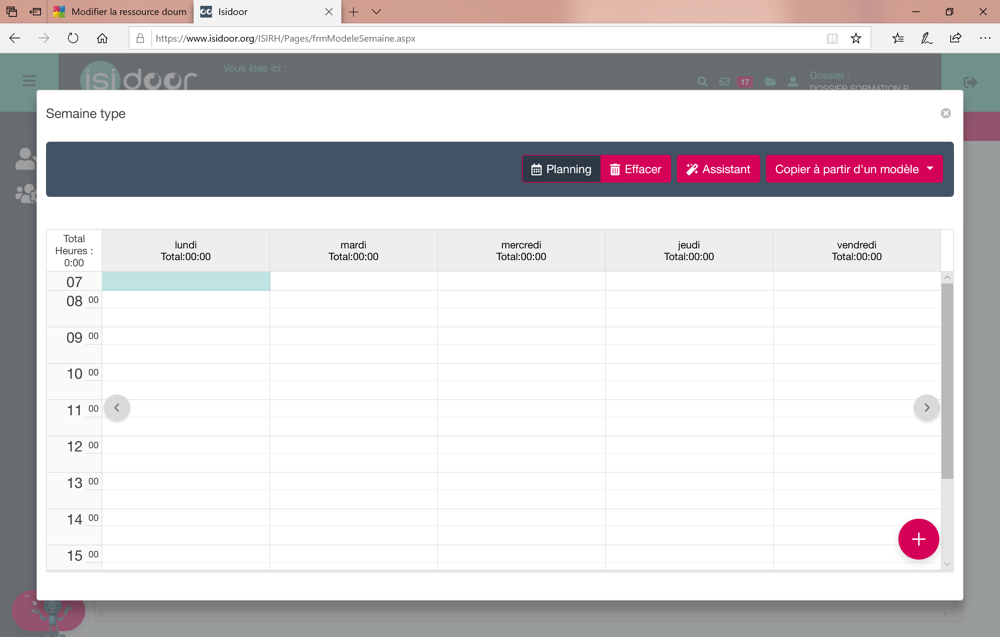 Modifier la ressource doum
Isidoor
https://www.isidoor.org/ISIRH/Pages/frmModeleSemaine.aspx
isidoor
Vous êtes ici :
17
Dossier :
DOSSIER FORMATION P
Semaine type
Planning
Effacer
Assistant
Copier à partir d'un modèle
Total
Heures :
0:00
lundi
Total:00:00
mardi
Total:00:00
mercredi
Total:00:00
jeudi
Total:00:00
vendredi
Total:00:00
07
08 00
09 00
10 00
11 00
12 00
13 00
14 00
15 00
CV